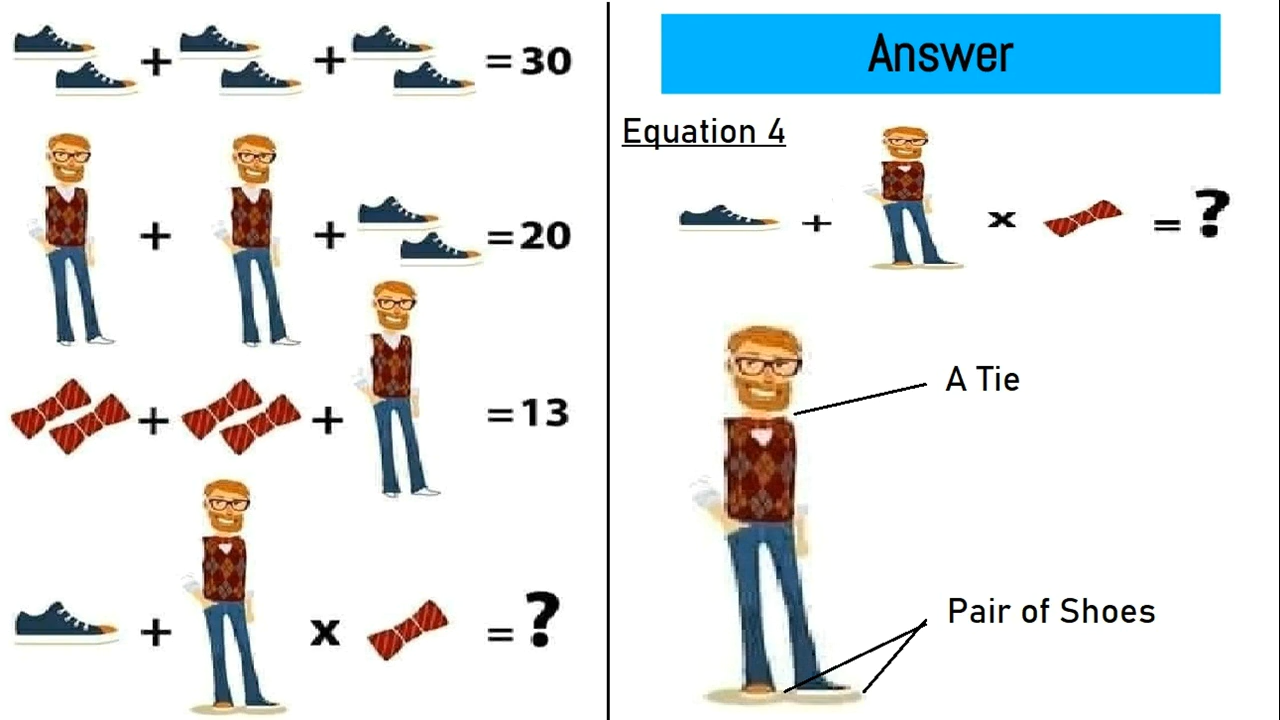 + + = 30
+ + = 20
+ + = 13
+ x = ?
Answer
Equation 4
+ x = ?
A Tie
Pair of Shoes